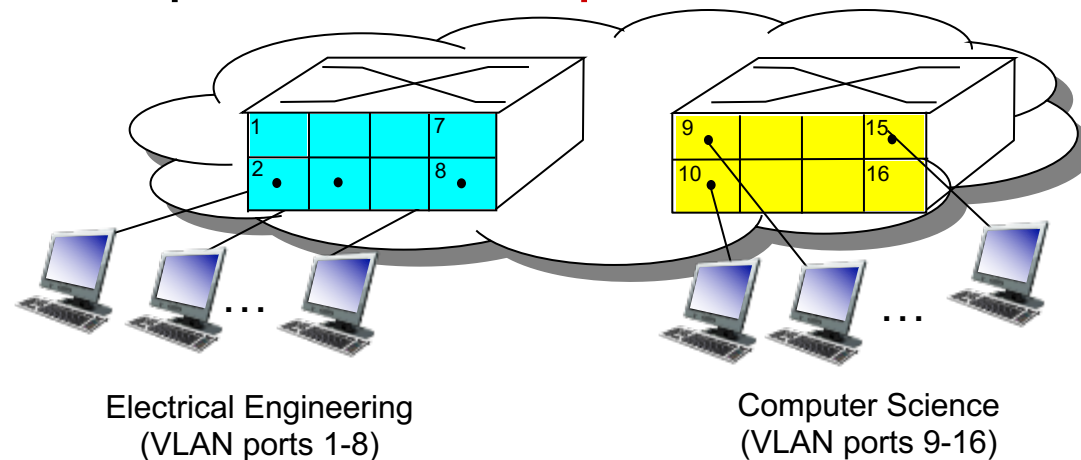 1
7
2
8
9
15
10
16
...
...
Electrical Engineering
(VLAN ports 1-8)
Computer Science
(VLAN ports 9-16)